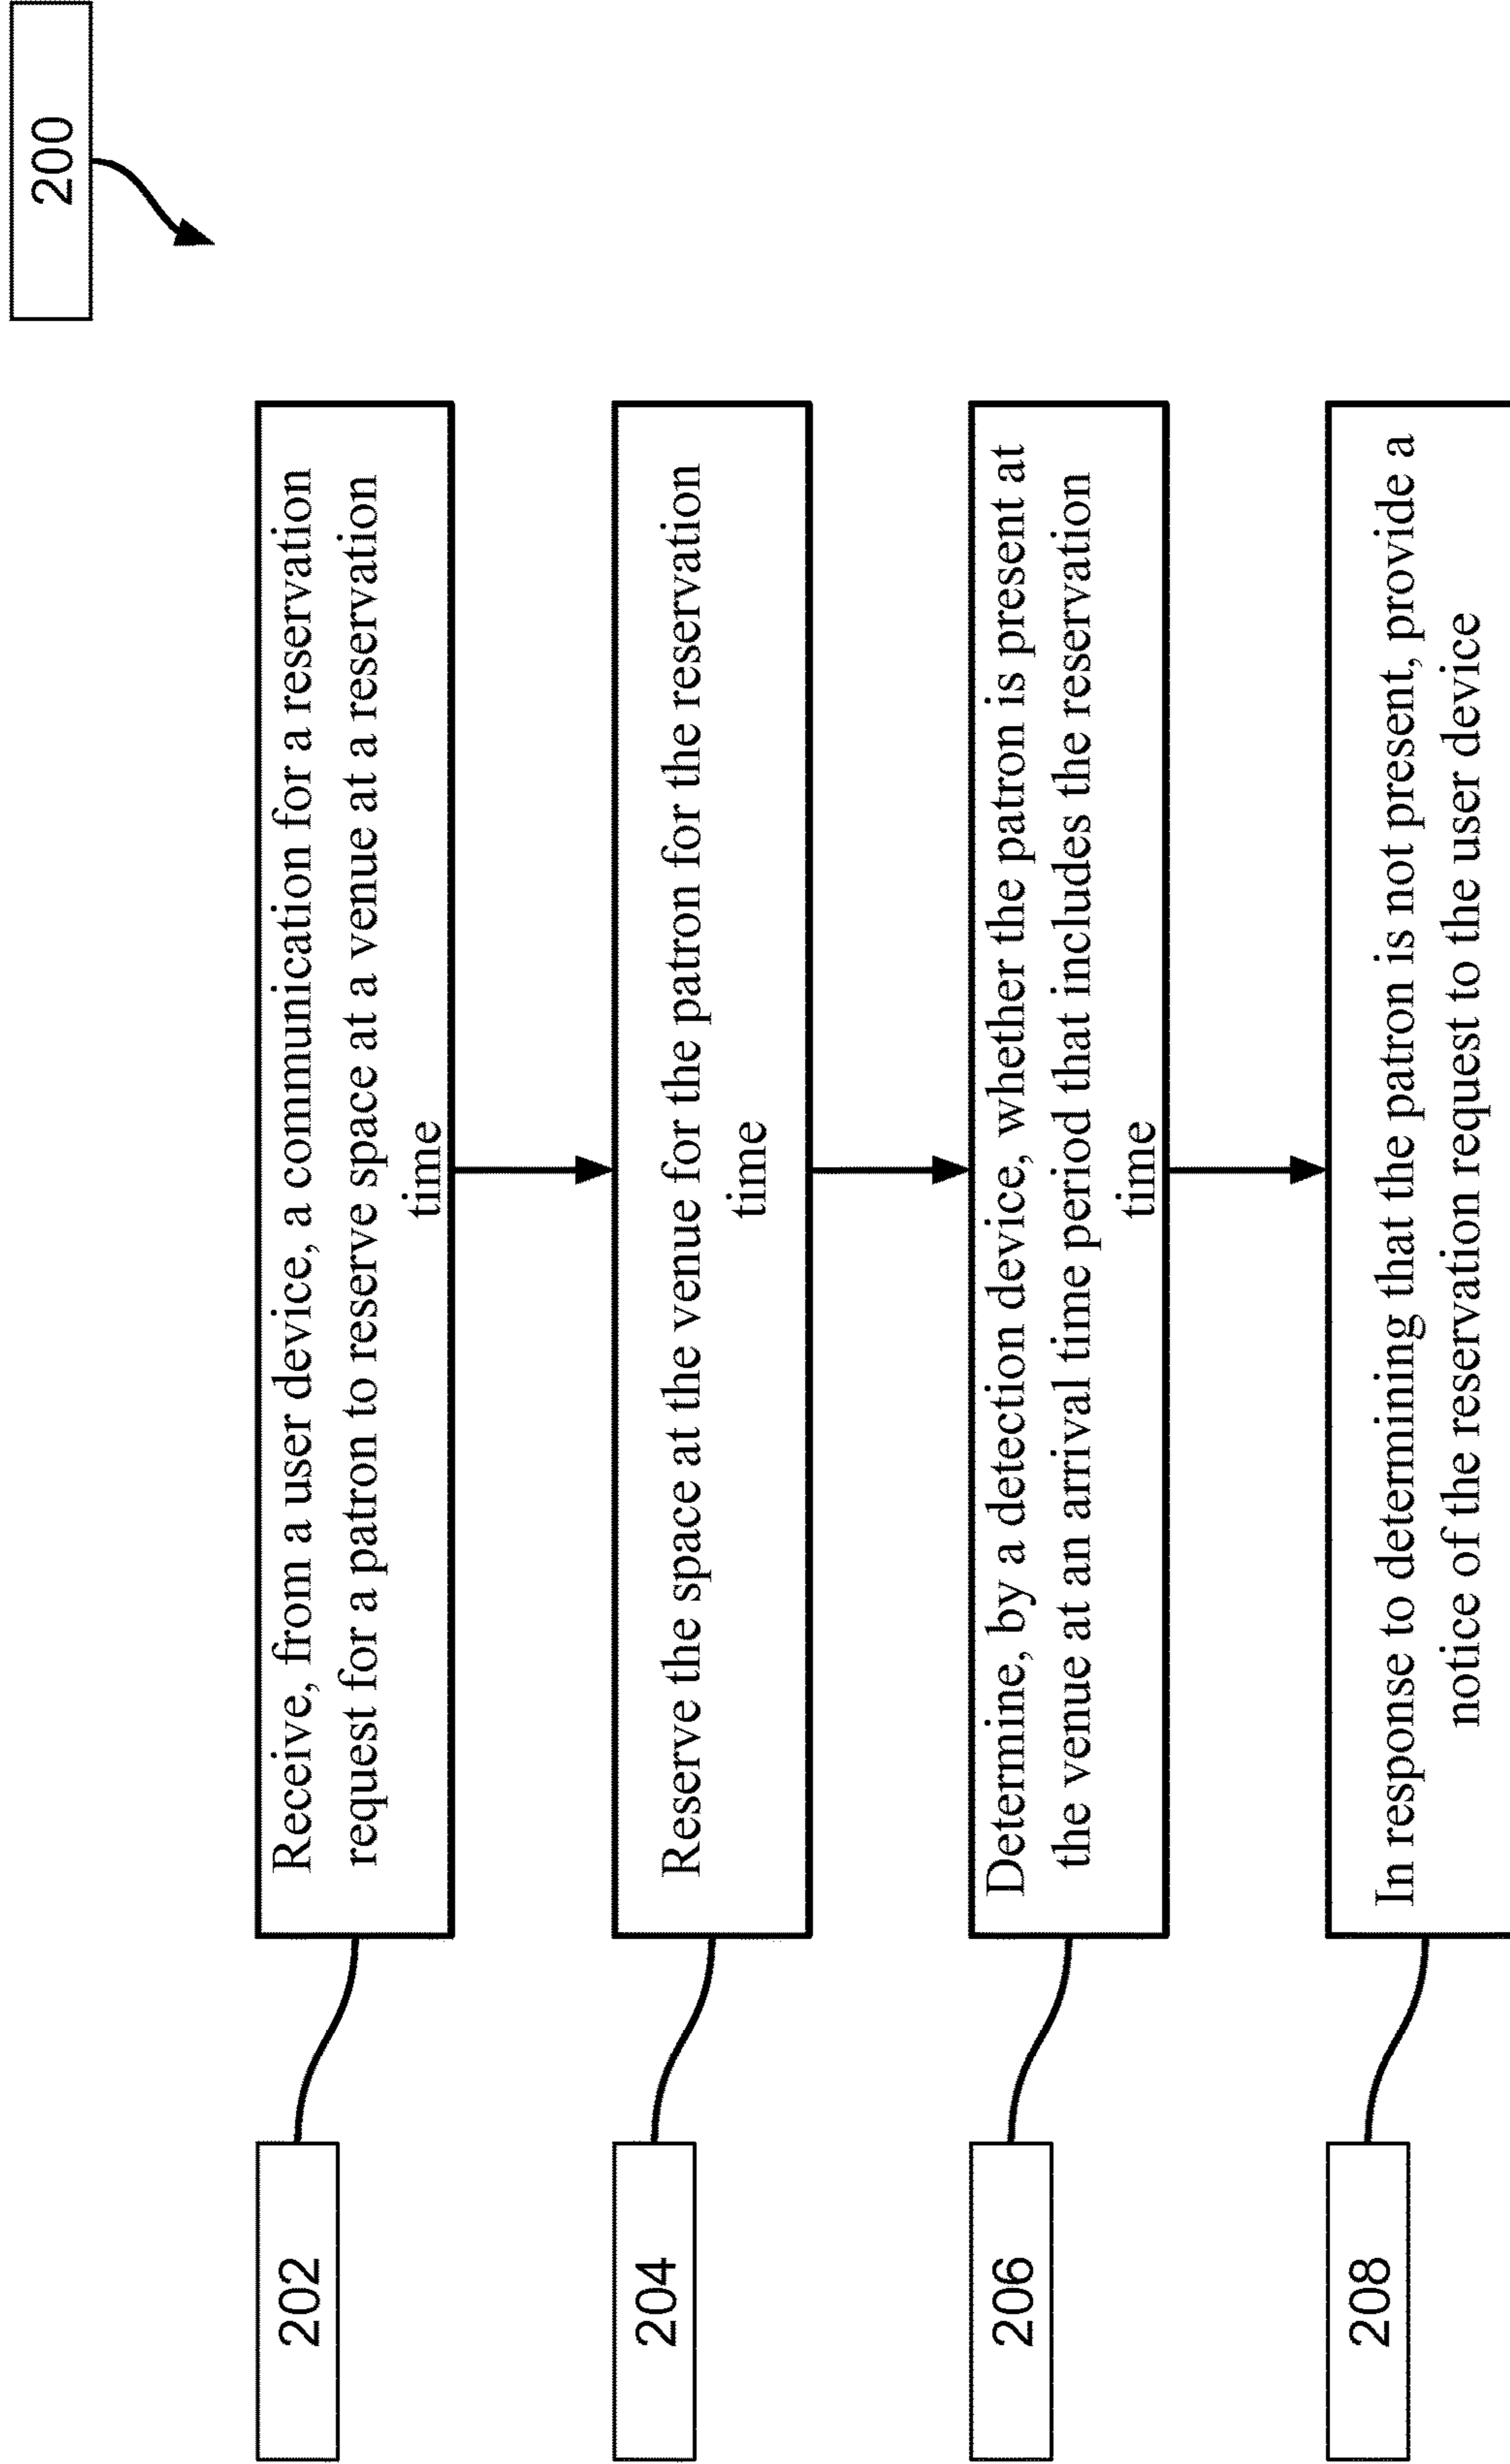 200
202
Receive, from a user device, a communication for a reservation
request for a patron to reserve space at a venue at a reservation
time
204
Reserve the space at the venue for the patron for the reservation
time
206
Determine, by a detection device, whether the patron is present at
the venue at an arrival time period that includes the reservation
time
208
In response to determining that the patron is not present, provide a
notice of the reservation request to the user device